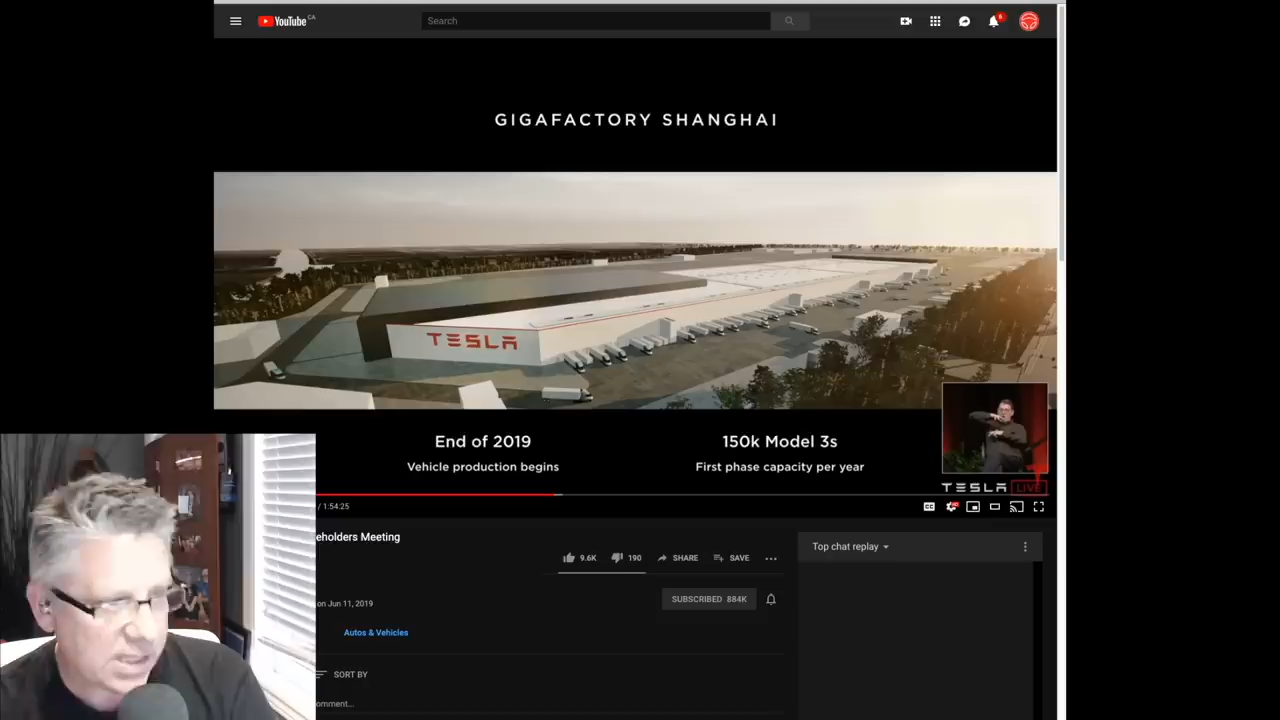 YouTube CA
Search
6
GIGAFACTORY SHANGHAI
TESLA
End of 2019
Vehicle production begins
150k Model 3s
First phase capacity per year
TESLA LIVE
/ 1:54:25
CC
eholders Meeting
9.6K
190
SHARE
SAVE
Top chat replay
on Jun 11, 2019
SUBSCRIBED 884K
Autos & Vehicles
SORT BY
omment...